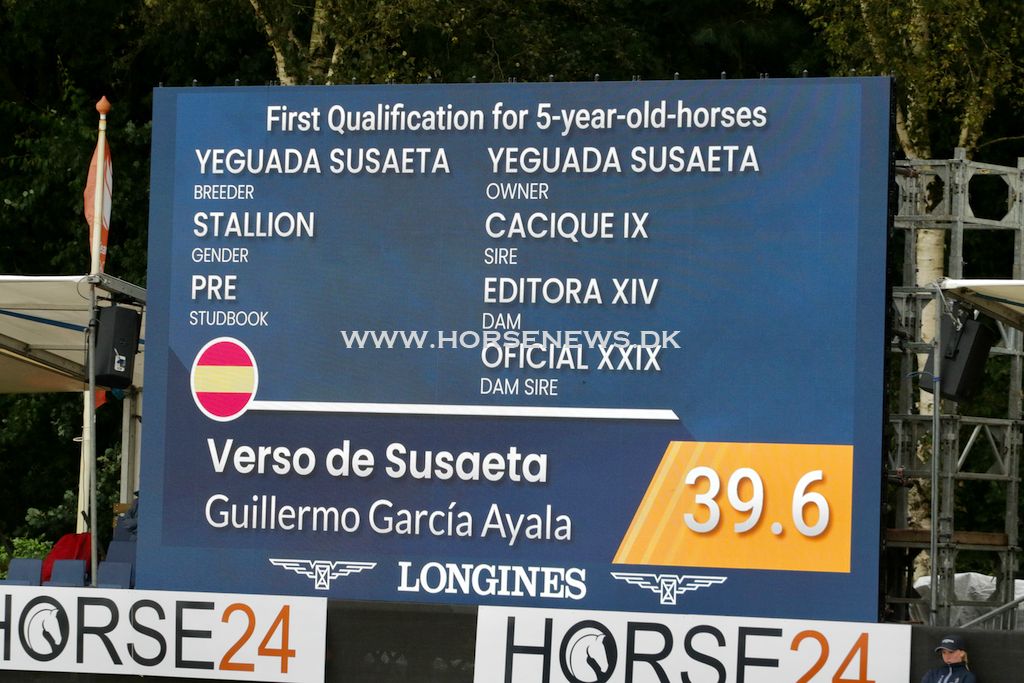 First Qualification for 5-year-old-horses
YEGUADA SUSAETA
BREEDER
YEGUADA SUSAETA
OWNER
STALLION
GENDER
CACIQUE IX
SIRE
PRE
STUDBOOK
EDITORA XIV
DAM
WWW.HORSENEWS.DK
OFFICIAL XXIX
DAM SIRE
Verso de Susaeta
39.6
Guillermo García Ayala
LONGINES
HORSE24
HORSE24